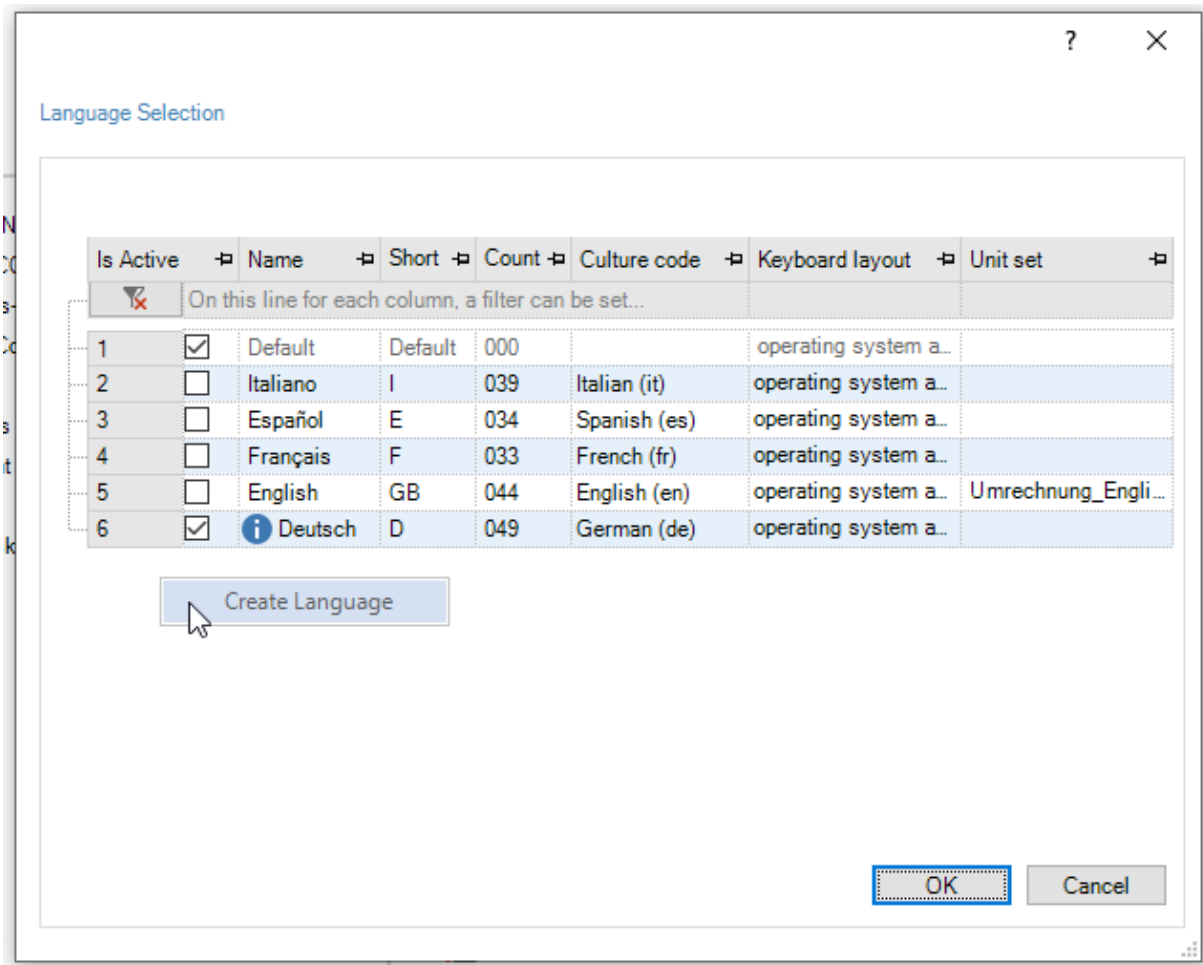 ?
Language Selection
Is Active Name Short Count Culture code Keyboard layout Unit set
On this line for each column, a filter can be set...
1 Default Default 000 operating system a...
2 Italiano I 039 Italian (it) operating system a...
3 Español E 034 Spanish (es) operating system a...
4 Français F 033 French (fr) operating system a...
5 English GB 044 English (en) operating system a... Umrechnung_Engli...
6 Deutsch D 049 German (de) operating system a...
Create Language
OK Cancel